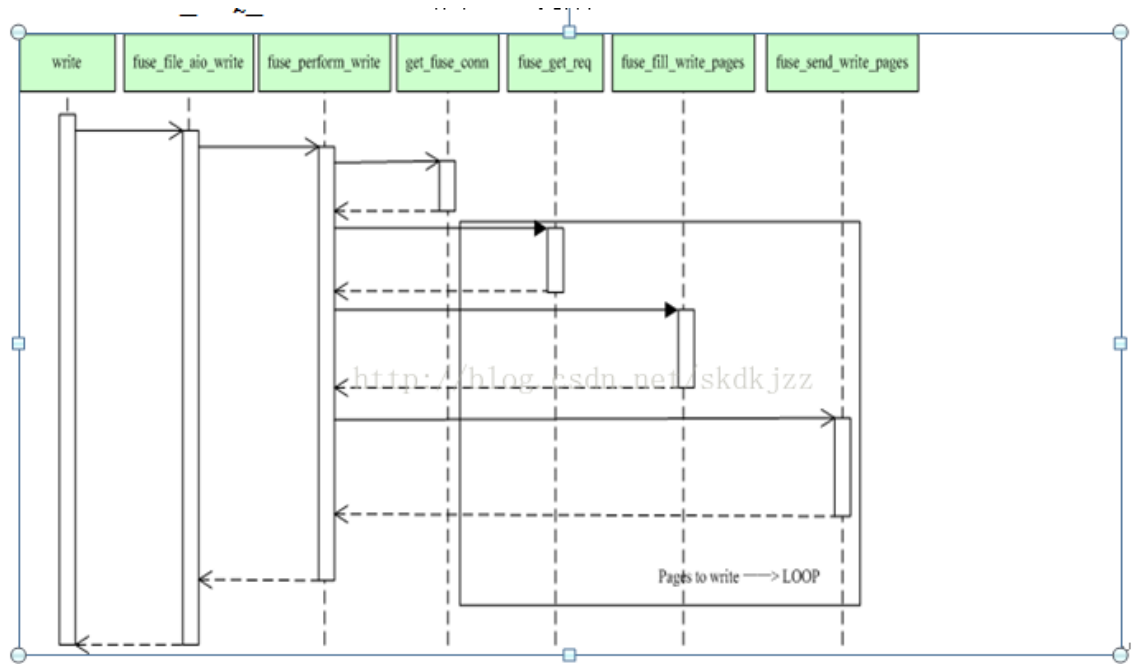 write
fuse_file_aio_write
fuse_perform_write
get_fuse_conn
fuse_get_req
fuse_fill_write_pages
fuse_send_write_pages
http://blog.csdn.net/skdkjzz
Pages to write ——> LOOP